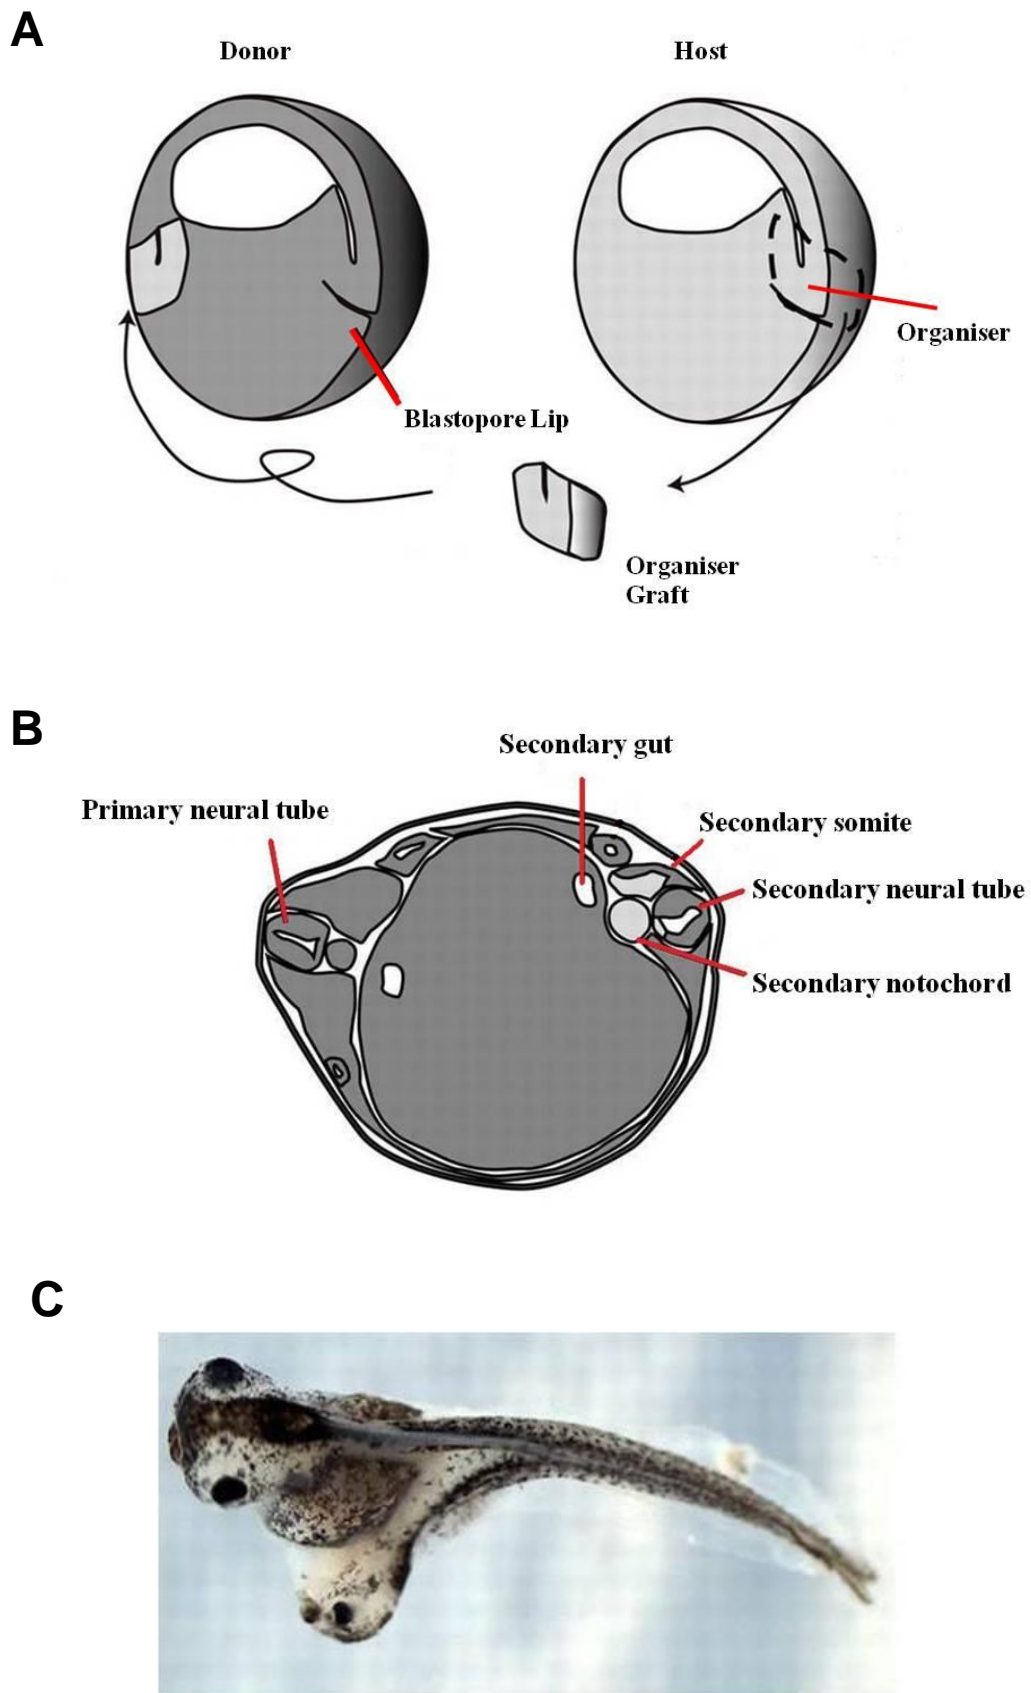 A
Donor
Host
Organiser
Blastopore Lip
Organiser
Graft
B
Secondary gut
Primary neural tube
Secondary somite
Secondary neural tube
Secondary notochord
C